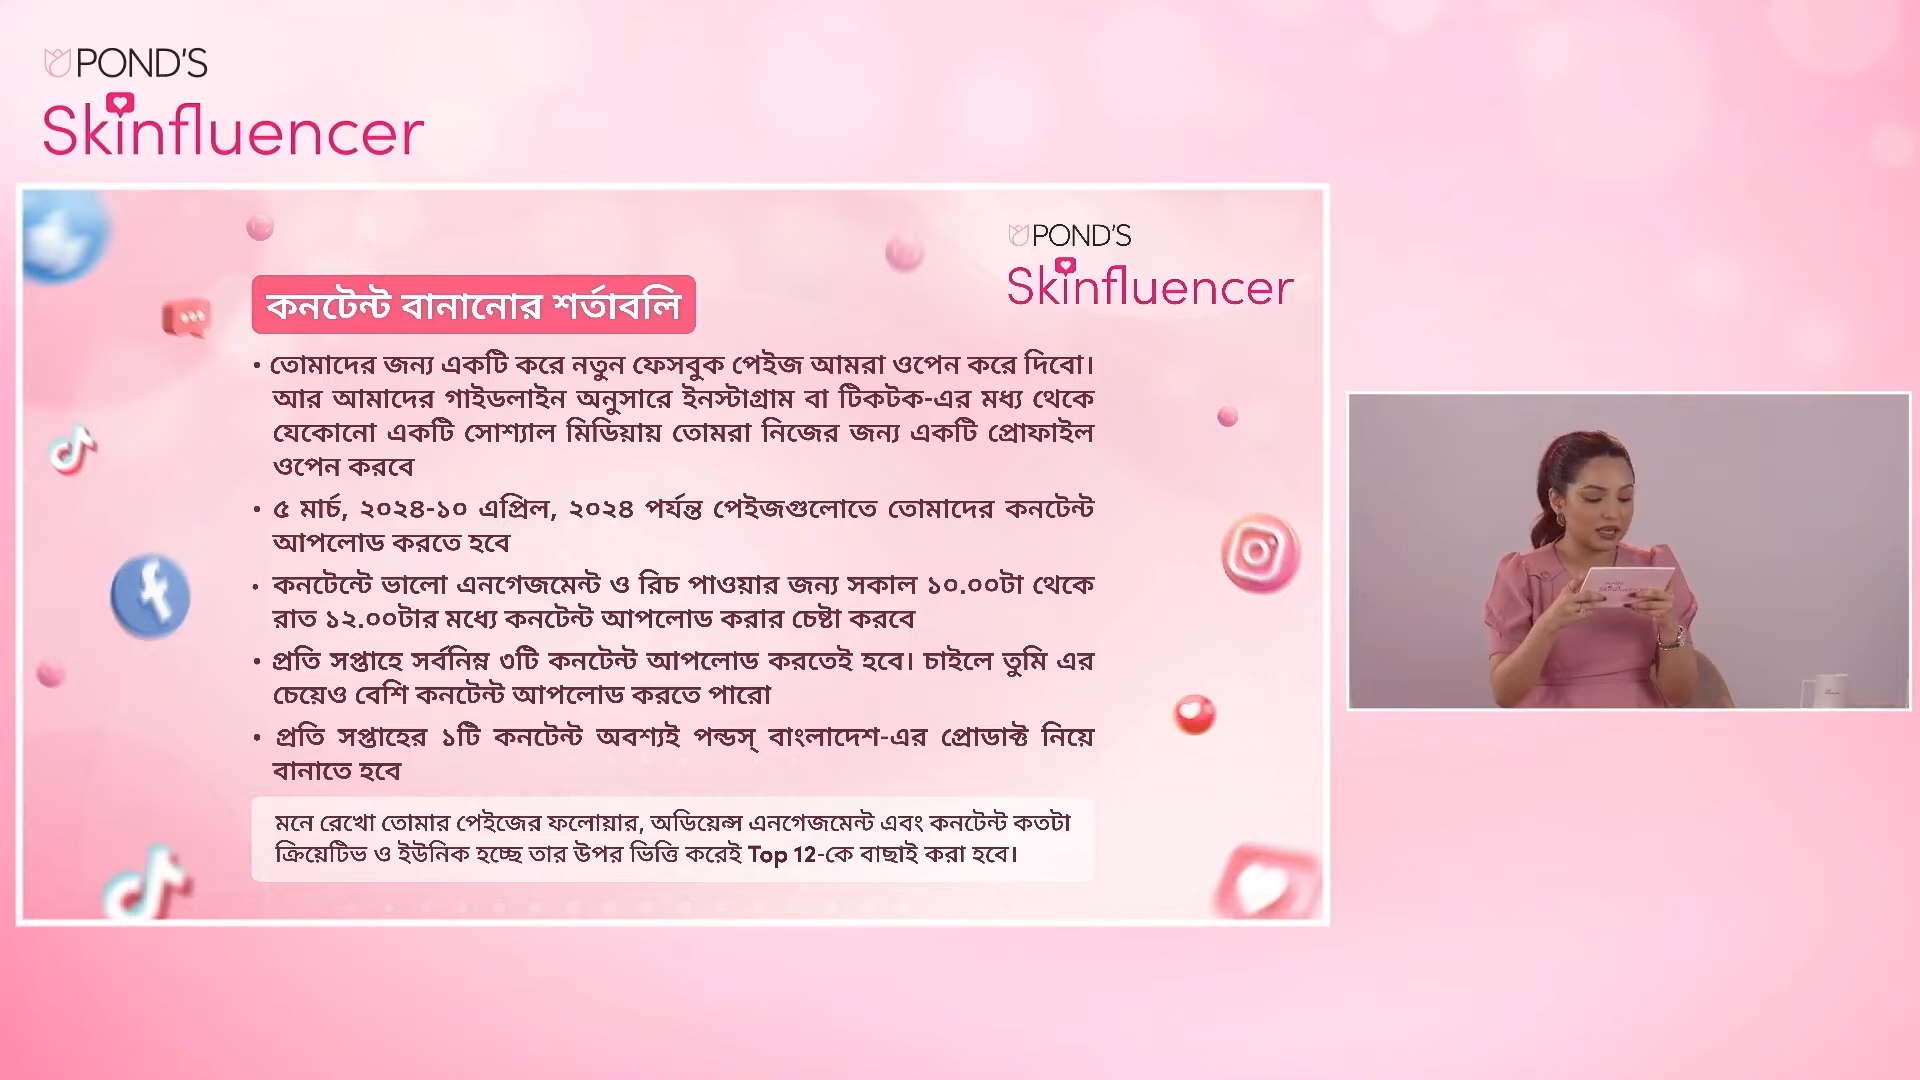 POND'S
Skinfluencer
POND'S
Skinfluencer
কনটেন্ট বানানোর শর্তাবলি
• তোমাদের জন্য একটি করে নতুন ফেসবুক পেইজ আমরা ওপেন করে দিবো।
আর আমাদের গাইডলাইন অনুসারে ইনস্টাগ্রাম বা টিকটক-এর মধ্য থেকে
যেকোনো একটি সোশ্যাল মিডিয়ায় তোমরা নিজের জন্য একটি প্রোফাইল
ওপেন করবে
• ৫ মার্চ, ২০২৪-১০ এপ্রিল, ২০২৪ পর্যন্ত পেইজগুলোতে তোমাদের কনটেন্ট
আপলোড করতে হবে
• কনটেন্টে ভালো এনগেজমেন্ট ও রিচ পাওয়ার জন্য সকাল ১০.০০টা থেকে
রাত ১২.০০টার মধ্যে কনটেন্ট আপলোড করার চেষ্টা করবে
• প্রতি সপ্তাহে সর্বনিম্ন ৩টি কনটেন্ট আপলোড করতেই হবে। চাইলে তুমি এর
চেয়েও বেশি কনটেন্ট আপলোড করতে পারো
• প্রতি সপ্তাহের ১টি কনটেন্ট অবশ্যই পন্ডস্ বাংলাদেশ-এর প্রোডাক্ট নিয়ে
বানাতে হবে
মনে রেখো তোমার পেইজের ফলোয়ার, অডিয়েন্স এনগেজমেন্ট এবং কনটেন্ট কতটা
ক্রিয়েটিভ ও ইউনিক হচ্ছে তার উপর ভিত্তি করেই Top 12-কে বাছাই করা হবে।
Skinfluencer